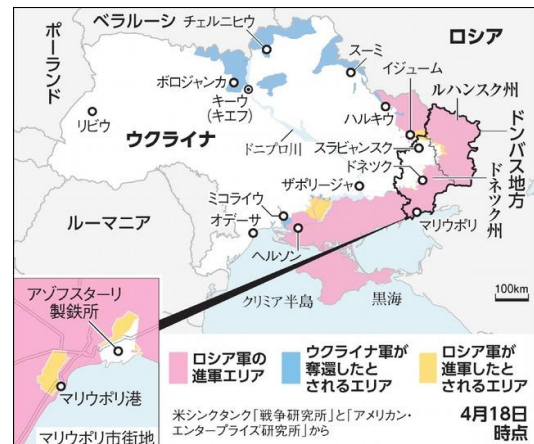 ベラルーシ
チェルニヒウ
ロシア
ポーランド
スーミ
イジューム
ルハンスク州
ボロジャンカ
キーウ
(キエフ)
ハルキウ
リビウ
ウクライナ
ドニプロ川
スラビャンスク
ドンバス地方
ドネツク
ドネツク州
ザポリージャ
ミコライウ
ルーマニア
オデーサ
マリウポリ
ヘルソン
クリミア半島
黒海
100km
アゾフスターリ
製鉄所
マリウポリ港
マリウポリ市街地
ロシア軍の
進軍エリア
ウクライナ軍が
奪還したと
されるエリア
ロシア軍が
進軍したと
されるエリア
米シンクタンク「戦争研究所」と「アメリカン・
エンタープライズ研究所」から
4月18日
時点